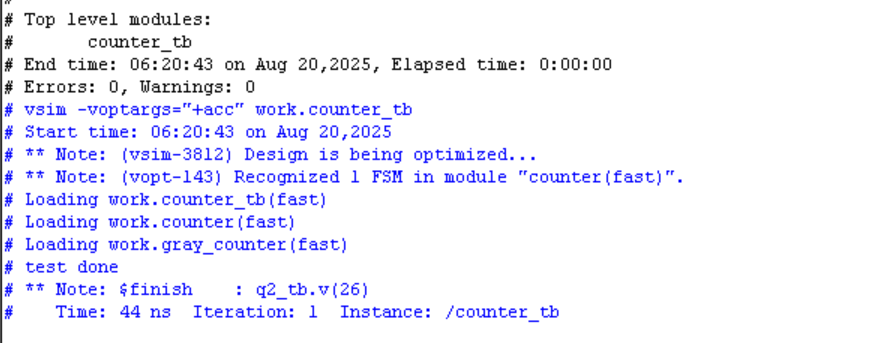 #
# Top level modules:
#       counter_tb
# End time: 06:20:43 on Aug 20,2025, Elapsed time: 0:00:00
# Errors: 0, Warnings: 0
# vsim -voptargs="+acc" work.counter_tb
# Start time: 06:20:43 on Aug 20,2025
# ** Note: (vsim-3812) Design is being optimized...
# ** Note: (vopt-143) Recognized 1 FSM in module "counter(fast)".
# Loading work.counter_tb(fast)
# Loading work.counter(fast)
# Loading work.gray_counter(fast)
# test done
# ** Note: $finish    : q2_tb.v(26)
#    Time: 44 ns  Iteration: 1  Instance: /counter_tb